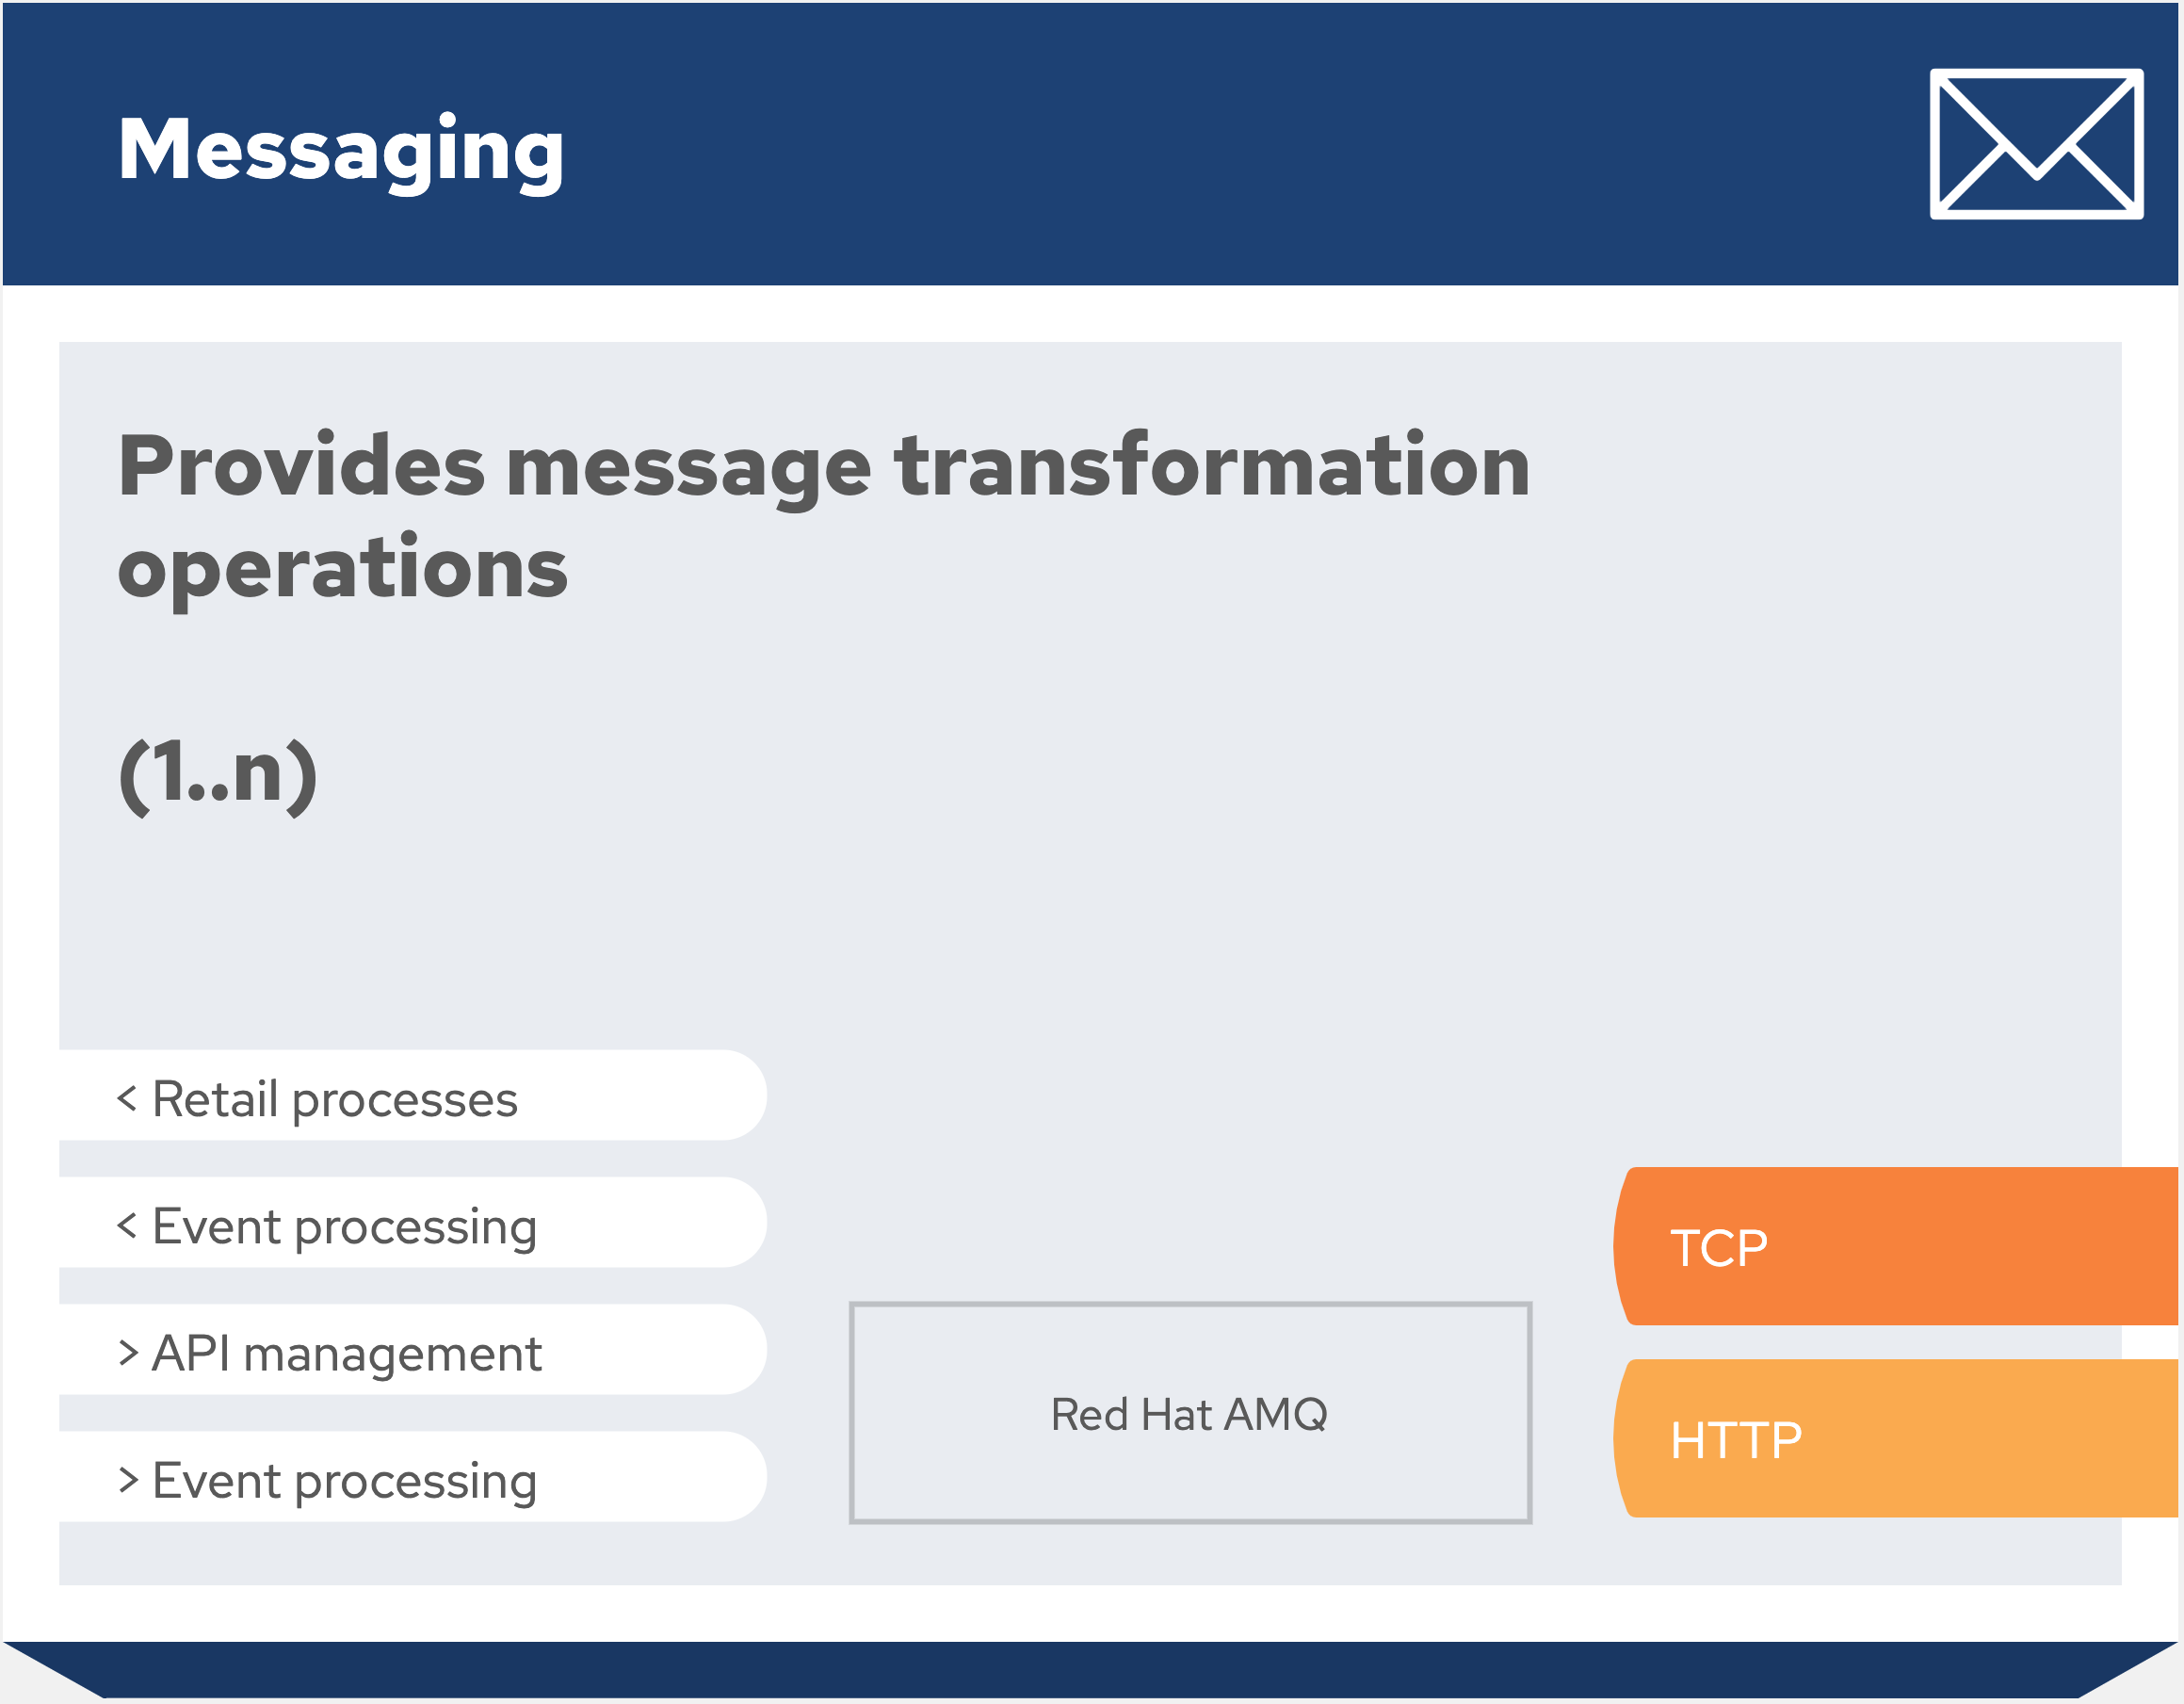 Messaging
Provides message transformation
operations
(1..n)
< Retail processes
< Event processing
> API management
> Event processing
Red Hat AMQ
TCP
HTTP